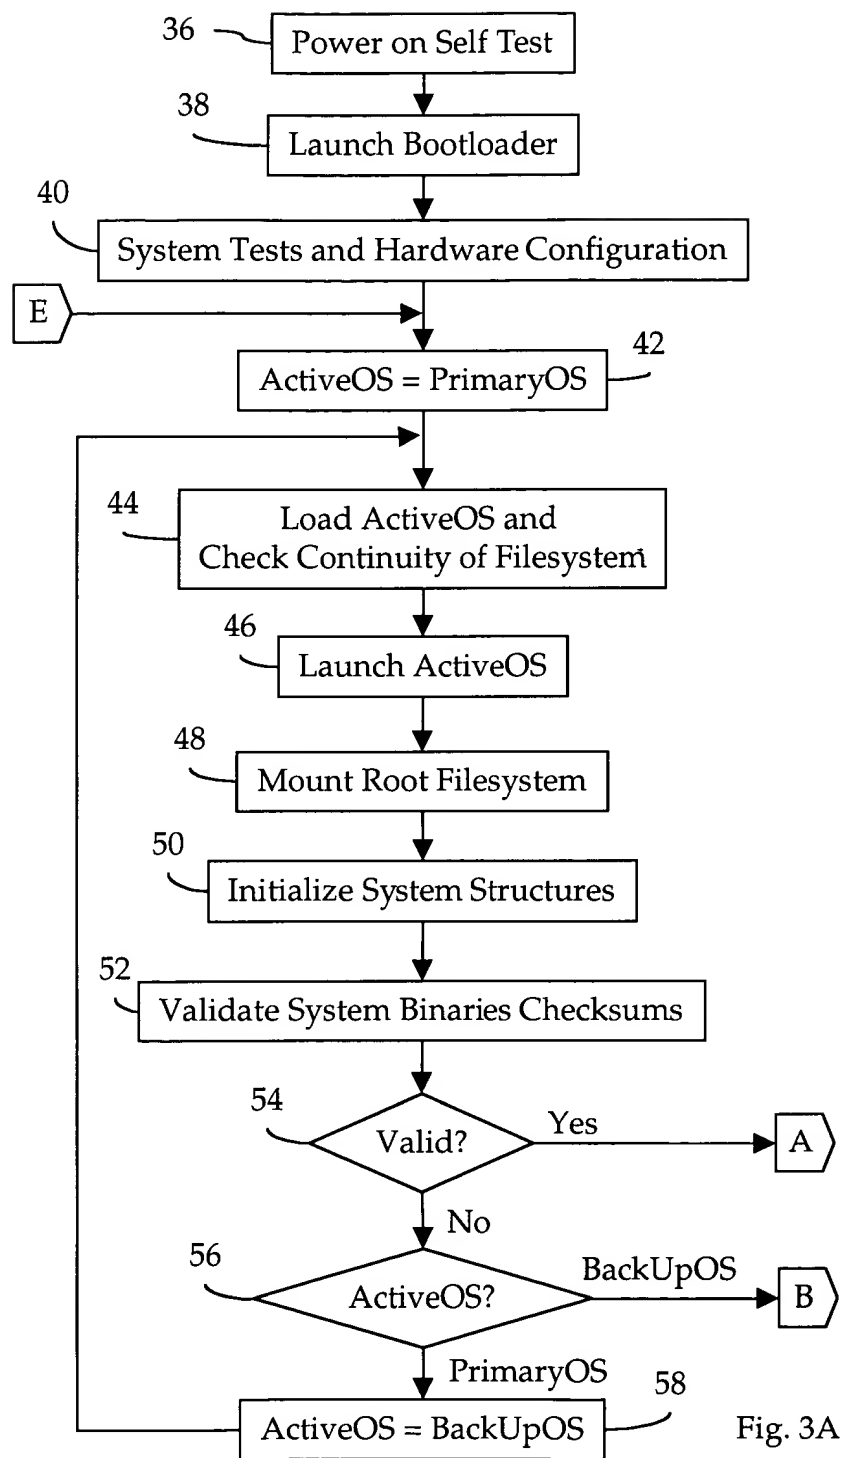 36
Power on Self Test
38
Launch Bootloader
40
System Tests and Hardware Configuration
E
ActiveOS = PrimaryOS
42
44
Load ActiveOS and
Check Continuity of Filesystem
46
Launch ActiveOS
48
Mount Root Filesystem
50
Initialize System Structures
52
Validate System Binaries Checksums
54
Valid?
Yes
A
No
56
ActiveOS?
BackUpOS
B
PrimaryOS
58
ActiveOS = BackUpOS
Fig. 3A